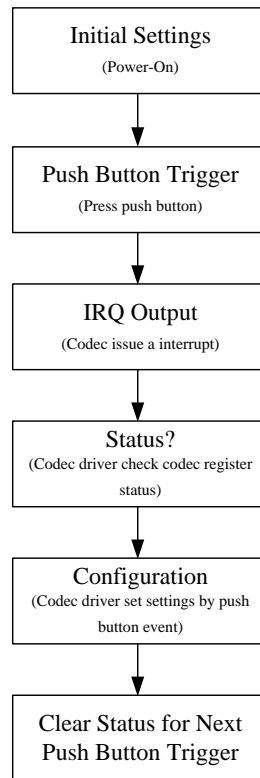 Initial Settings
(Power-On)
Push Button Trigger
(Press push button)
IRQ Output
(Codec issue a interrupt)
Status?
(Codec driver check codec register
status)
Configuration
(Codec driver set settings by push
button event)
Clear Status for Next
Push Button Trigger